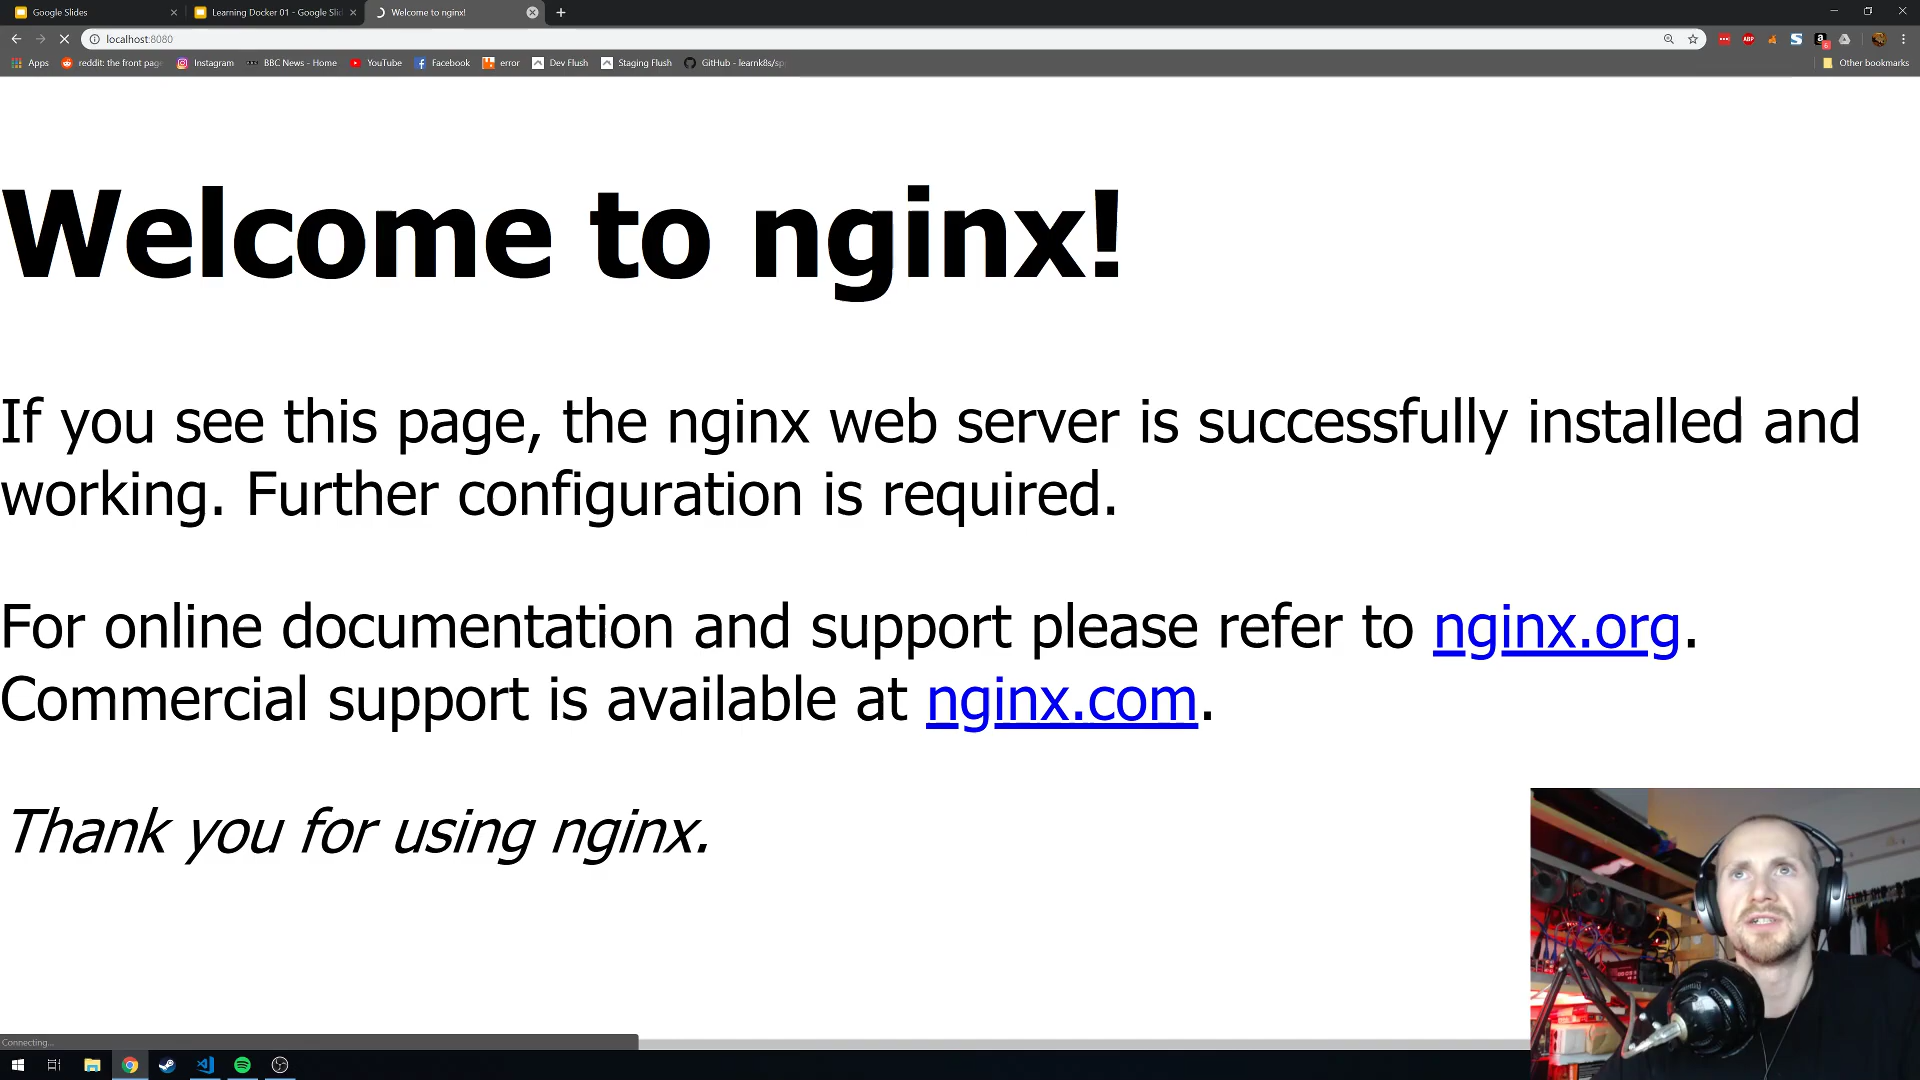 Google Slides
Learning Docker 01 - Google Slid
Welcome to nginx!
localhost:8080
Apps
reddit: the front pag
Instagram
BBC News - Home
YouTube
Facebook
error
Dev Flush
Staging Flush
GitHub - learnk8s/sp
Other bookmarks
Welcome to nginx!
If you see this page, the nginx web server is successfully installed and
working. Further configuration is required.
For online documentation and support please refer to nginx.org.
Commercial support is available at nginx.com.
Thank you for using nginx.
Connecting...